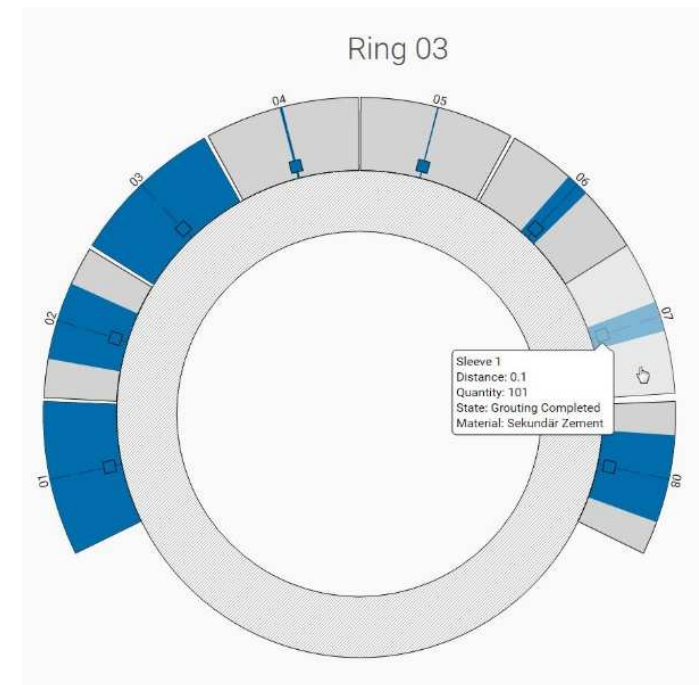 Ring 03
04
05
03
06
02
07
Sleeve 1
Distance: 0.1
Quantity: 101
State: Grouting Completed
Material: Sekundär Zement
01
08